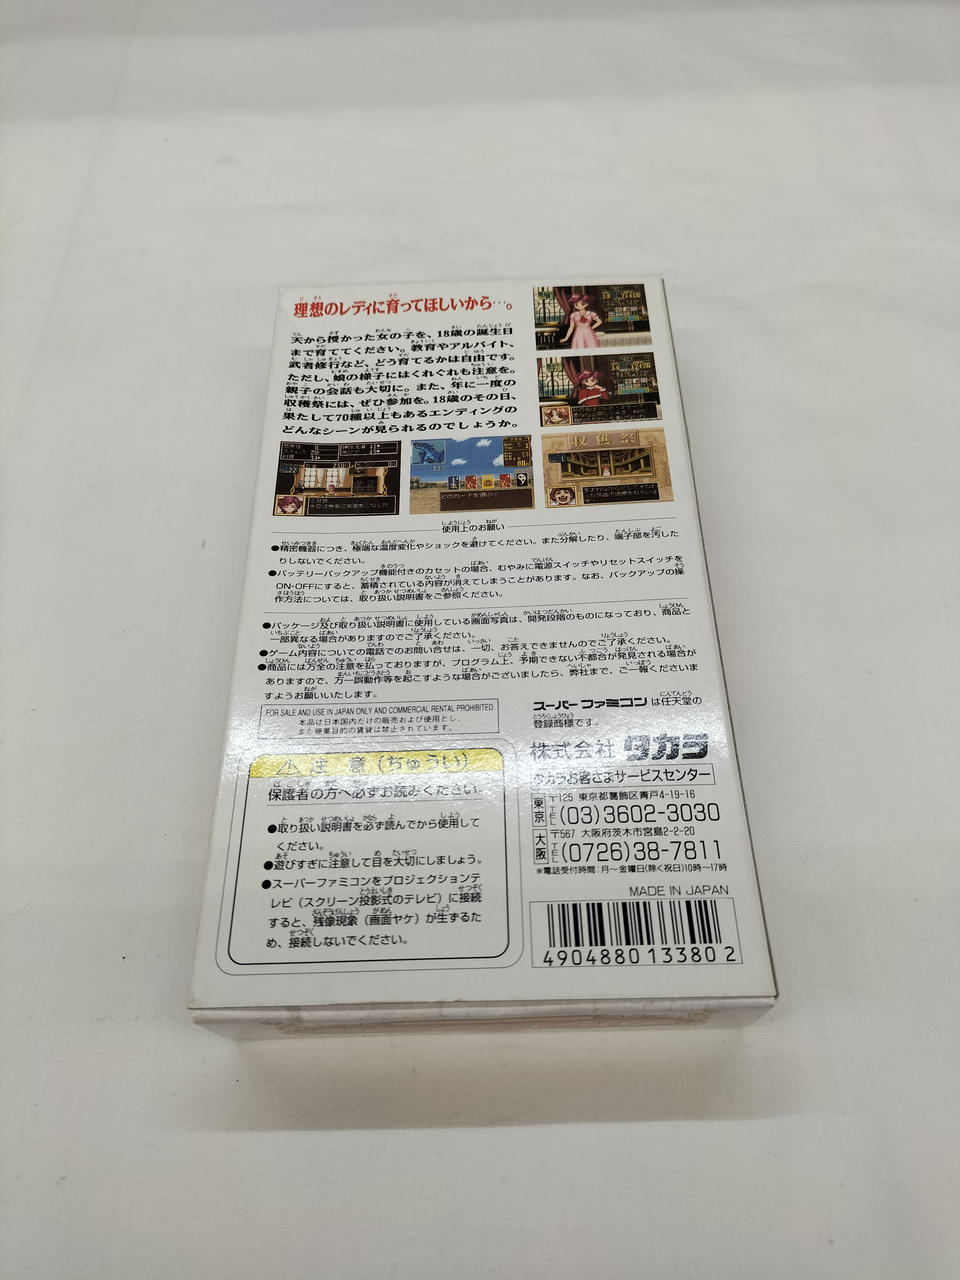 理想のレディに育ってほしいから…。
天から授かった女の子を、18歳の誕生日
まで育ててください。教育やアルバイト、
武者修行など、どう育てるかは自由です。
ただし、娘の様子にはくれぐれも注意を。
親子の会話も大切に。また、年に一度の
収穫祭には、ぜひ参加を。18歳のその日、
果たして70種以上もあるエンディングの
どんなシーンが見られるのでしょうか。
収穫祭
どのカードを選ぶ?
使用上のお願い
●精密機器につき、極端な温度変化やショックを避けてください。また分解したり、端子部を汚した
りしないでください。
●バッテリーバックアップ機能付きのカセットの場合、むやみに電源スイッチやリセットスイッチを
ON・OFFにすると、蓄積されている内容が消えてしまうことがあります。なお、バックアップの操
作方法については、取り扱い説明書をご参照ください。
●パッケージ及び取り扱い説明書に使用している画面写真は、開発段階のものになっており、商品と
一部異なる場合がありますのでご了承ください。
●ゲーム内容についての電話でのお問い合せは、一切、お答えできませんのでご了承ください。
●商品には万全の注意を払っておりますが、プログラム上、予期できない不都合が発見される場合が
ありますので、万一誤動作等を起こすような場合がございましたら、弊社まで、ご一報くださいま
すようお願いいたします。
FOR SALE AND USE IN JAPAN ONLY AND COMMERCIAL RENTAL PROHIBITED
本品は日本国内だけの販売および使用とし、
また商業目的の賃貸は禁止されています。
スーパーファミコンは任天堂の
登録商標です。
株式会社タカラ
タカラお客さまサービスセンター
東京 〒125 東京都葛飾区青戸4-19-16
TEL(03)3602-3030
大阪 〒567 大阪府茨木市宮島2-2-20
TEL(0726)38-7811
※電話受付時間:月〜金曜日(除く祝日)10時〜17時
注意(ちゅうい)
保護者の方へ必ずお読みください。
●取り扱い説明書を必ず読んでから使用して
ください。
●遊びすぎに注意して目を大切にしましょう。
●スーパーファミコンをプロジェクションテ
レビ(スクリーン投影式のテレビ)に接続
すると、残像現象(画面ヤケ)が生ずるた
め、接続しないでください。
MADE IN JAPAN
4904880133802